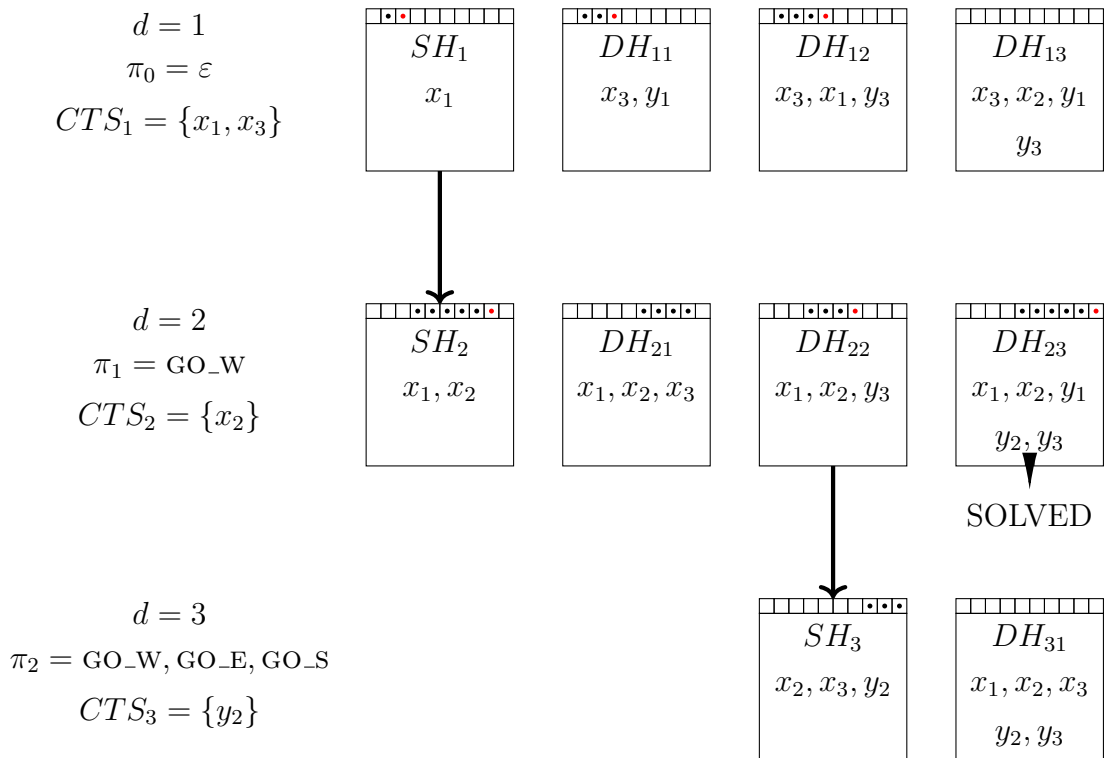 d = 1
π₀ = ε
CTS₁ = {x₁, x₃}
SH₁
x₁
DH₁₁
x₃, y₁
DH₁₂
x₃, x₁, y₃
DH₁₃
x₃, x₂, y₁
y₃
d = 2
π₁ = GO_W
CTS₂ = {x₂}
SH₂
x₁, x₂
DH₂₁
x₁, x₂, x₃
DH₂₂
x₁, x₂, y₃
DH₂₃
x₁, x₂, y₁
y₂, y₃
SOLVED
d = 3
π₂ = GO_W, GO_E, GO_S
CTS₃ = {y₂}
SH₃
x₂, x₃, y₂
DH₃₁
x₁, x₂, x₃
y₂, y₃